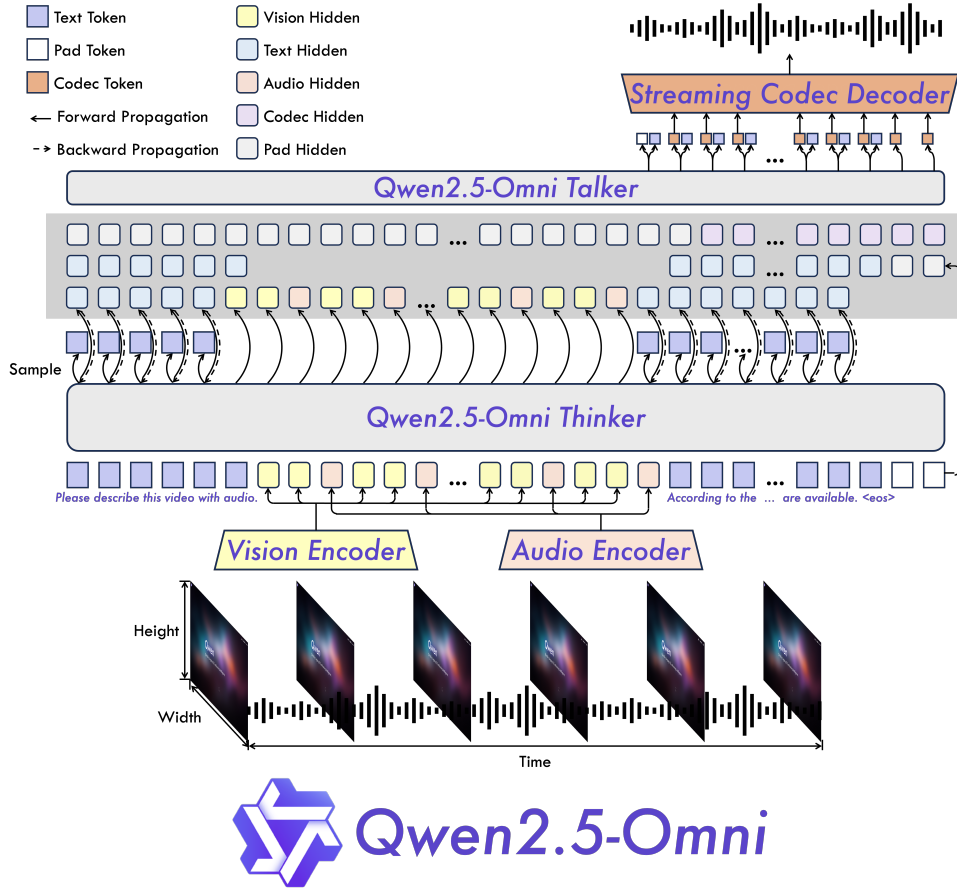 Text Token
Pad Token
Codec Token
Forward Propagation
Backward Propagation
Vision Hidden
Text Hidden
Audio Hidden
Codec Hidden
Pad Hidden
Streaming Codec Decoder
...
Qwen2.5-Omni Talker
... ...
...
...
...
Sample
Qwen2.5-Omni Thinker
... ...
Please describe this video with audio.
According to the ... are available. <eos>
Vision Encoder
Audio Encoder
Height
Width
Qwen
Time
Qwen2.5-Omni